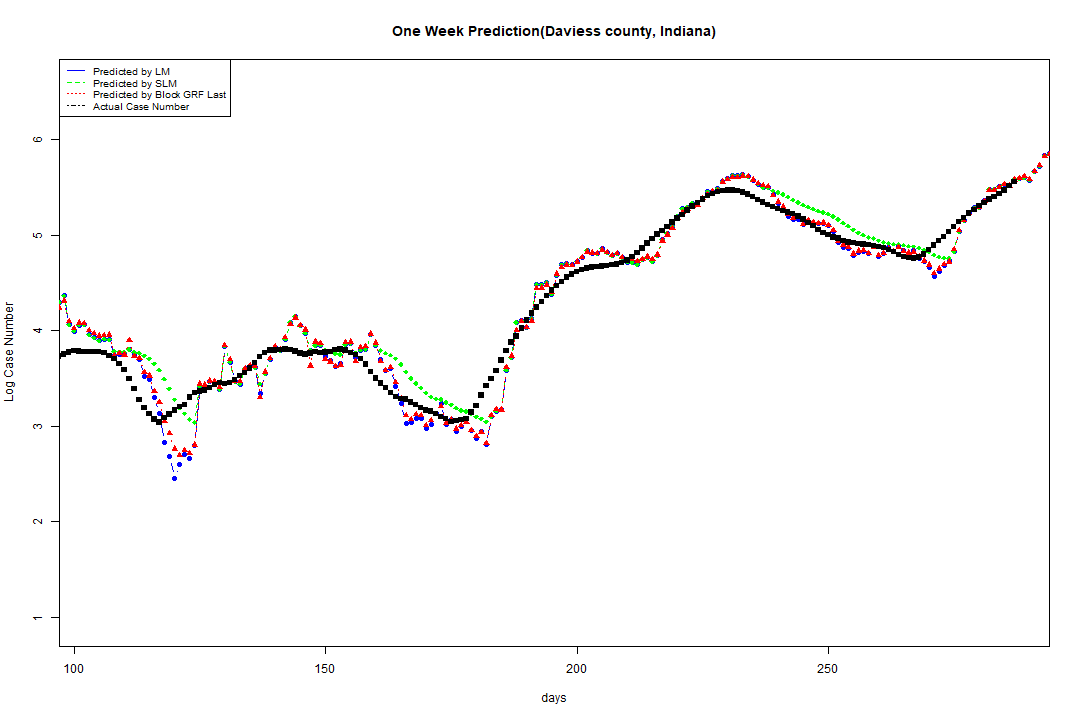 One Week Prediction(Daviess county, Indiana)
Predicted by LM
Predicted by SLM
Predicted by Block GRF Last
Actual Case Number
6
5
4
3
2
1
Log Case Number
100 150 200 250
days